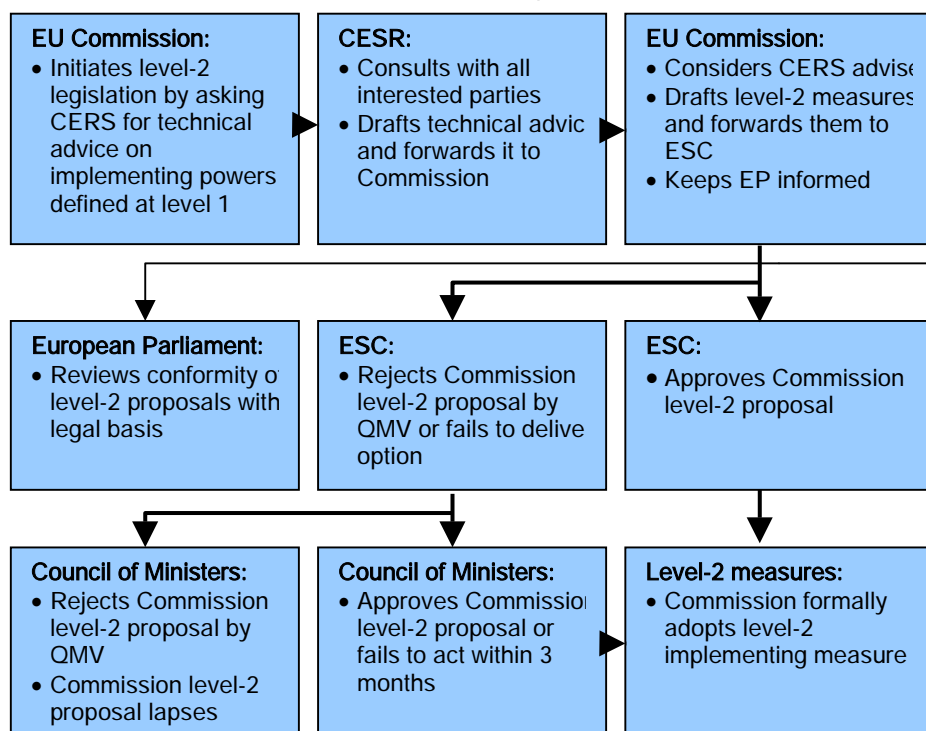 EU Commission:
• Initiates level-2
legislation by asking
CERS for technical
advice on
implementing powers
defined at level 1
CESR:
• Consults with all
interested parties
• Drafts technical advic
and forwards it to
Commission
EU Commission:
• Considers CERS advise
• Drafts level-2 measures
and forwards them to
ESC
• Keeps EP informed
European Parliament:
• Reviews conformity of
level-2 proposals with
legal basis
ESC:
• Rejects Commission
level-2 proposal by
QMV or fails to delive
option
ESC:
• Approves Commission
level-2 proposal
Council of Ministers:
• Rejects Commission
level-2 proposal by
QMV
• Commission level-2
proposal lapses
Council of Ministers:
• Approves Commission
level-2 proposal or
fails to act within 3
months
Level-2 measures:
• Commission formally
adopts level-2
implementing measure